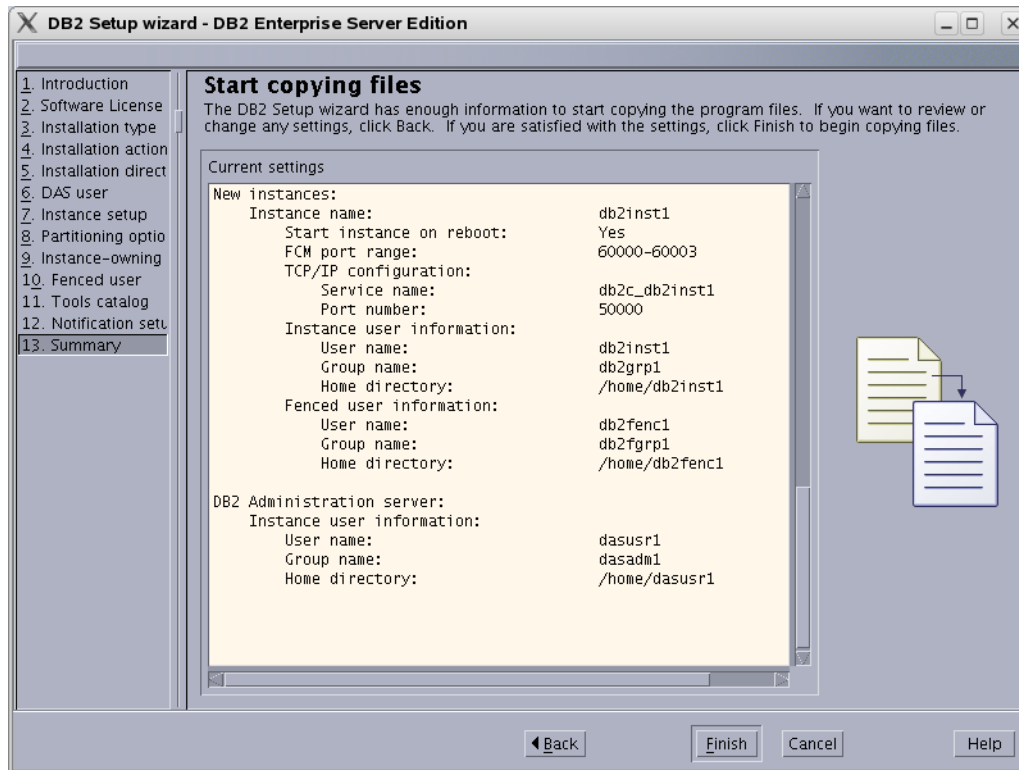 DB2 Setup wizard - DB2 Enterprise Server Edition
1. Introduction
2. Software License
3. Installation type
4. Installation action
5. Installation direct
6. DAS user
7. Instance setup
8. Partitioning optio
9. Instance-owning
10. Fenced user
11. Tools catalog
12. Notification setu
13. Summary
Start copying files
The DB2 Setup wizard has enough information to start copying the program files. If you want to review or
change any settings, click Back. If you are satisfied with the settings, click Finish to begin copying files.
Current settings
New instances:
Instance name: db2inst1
Start instance on reboot: Yes
FCM port range: 60000-60003
TCP/IP configuration:
Service name: db2c_db2inst1
Port number: 50000
Instance user information:
User name: db2inst1
Group name: db2grp1
Home directory: /home/db2inst1
Fenced user information:
User name: db2fenc1
Group name: db2fgrp1
Home directory: /home/db2fenc1
DB2 Administration server:
Instance user information:
User name: dasusr1
Group name: dasadm1
Home directory: /home/dasusr1
Back Finish Cancel Help